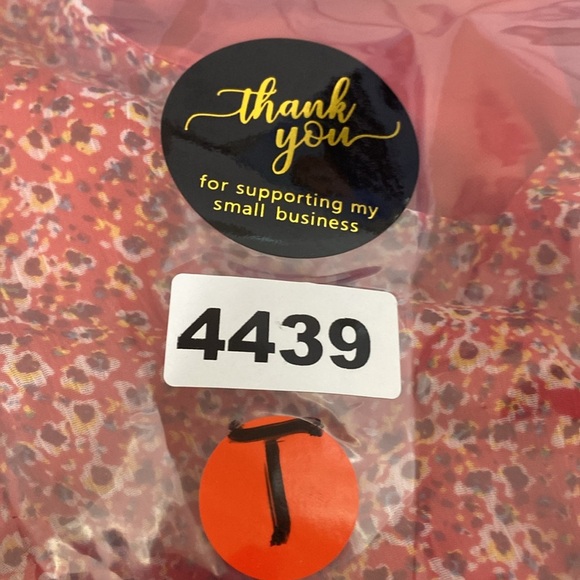 thank
you
for supporting my
small business
4439
T